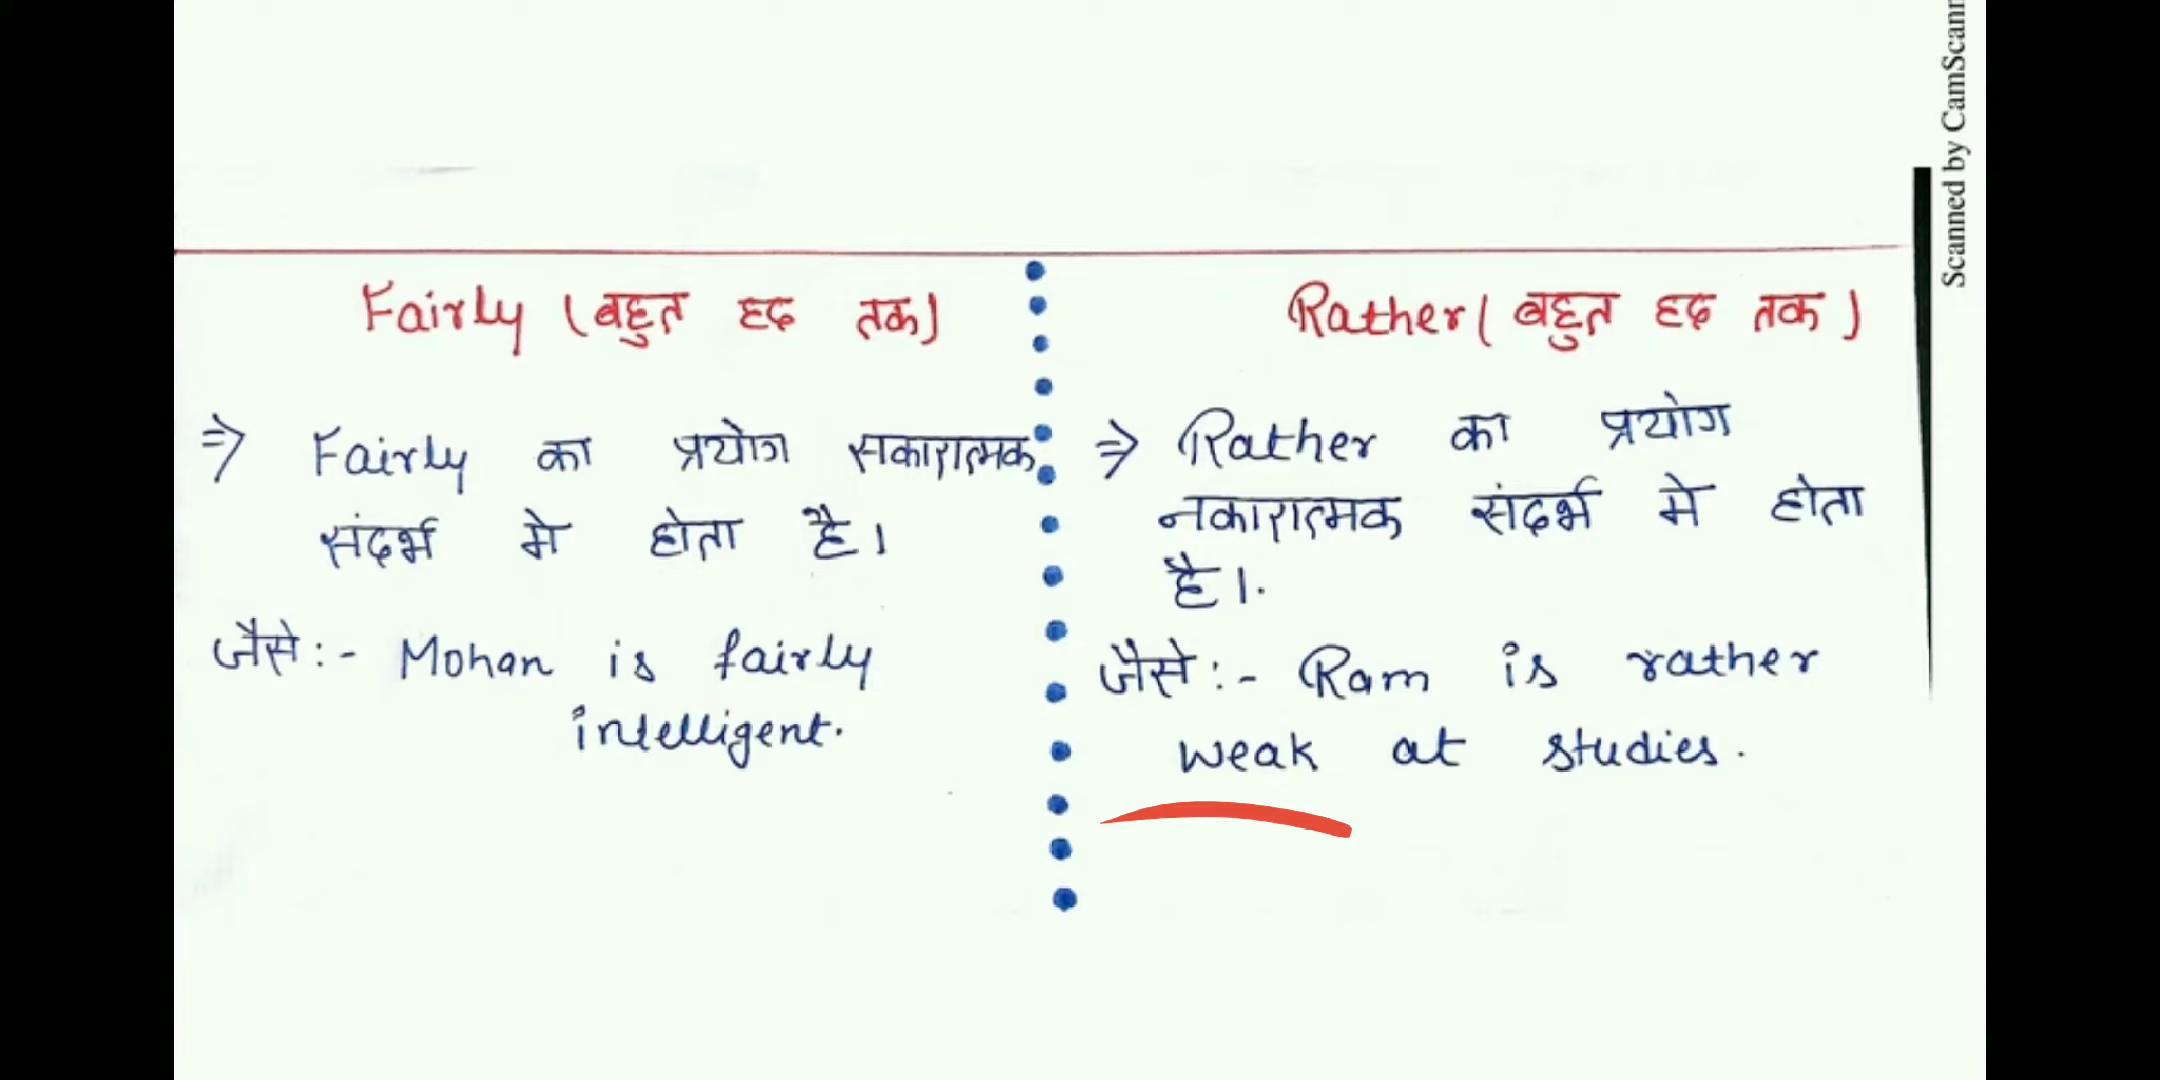 Fairly (बहुत हद तक)
⇒ Fairly का प्रयोग सकारात्मक
संदर्भ मे होता है।
जैसे:- Mohan is fairly
intelligent.
Rather (बहुत हद तक)
⇒ Rather का प्रयोग
नकारात्मक संदर्भ मे होता
है।.
जैसे:- Ram is rather
weak at studies.
Scanned by CamScann